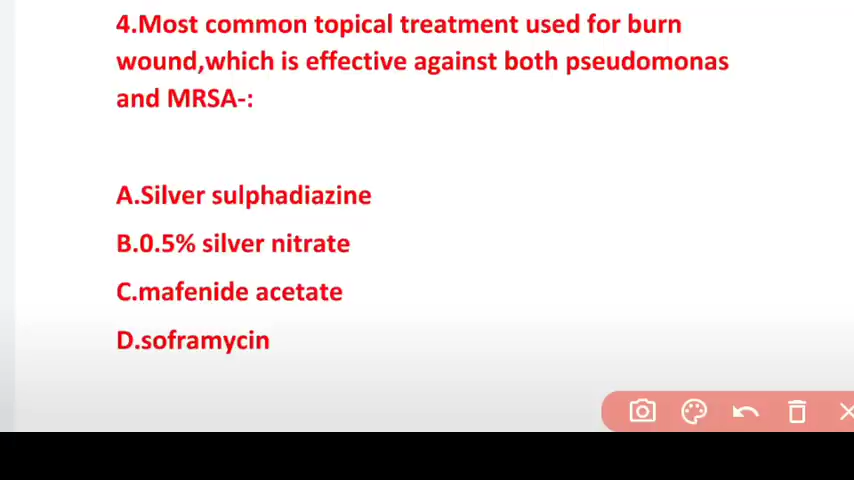 4.Most common topical treatment used for burn
wound,which is effective against both pseudomonas
and MRSA-:
A.Silver sulphadiazine
B.0.5% silver nitrate
C.mafenide acetate
D.soframycin